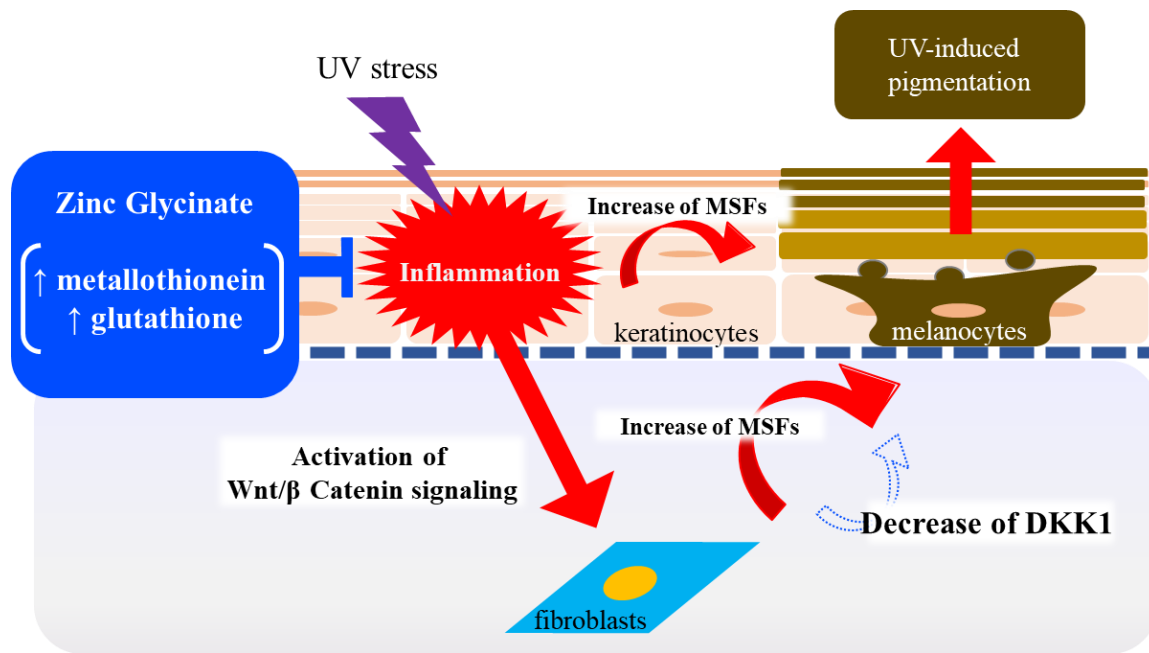 UV stress
UV-induced
pigmentation
Zinc Glycinate
↑ metallothionein
↑ glutathione
Inflammation
Increase of MSFs
keratinocytes
melanocytes
Increase of MSFs
Activation of
Wnt/β Catenin signaling
Decrease of DKK1
fibroblasts